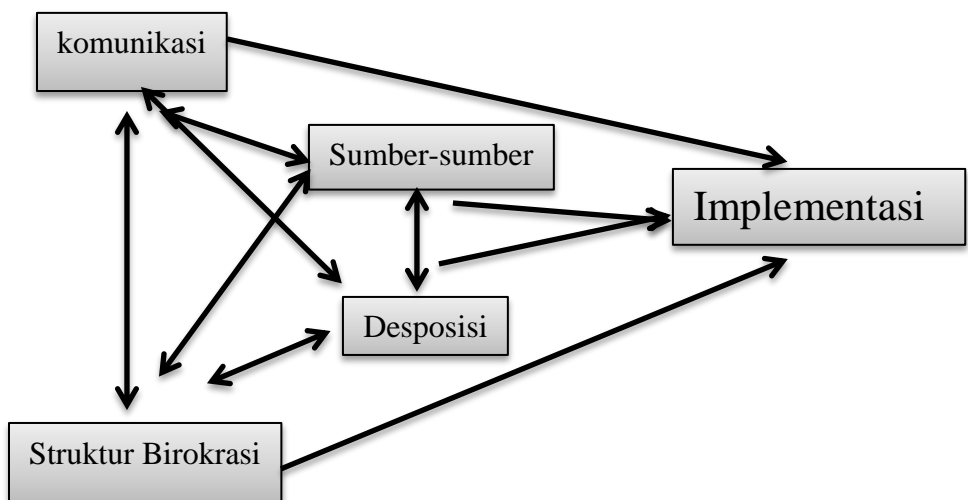 komunikasi
Sumber-sumber
Implementasi
Desposisi
Struktur Birokrasi